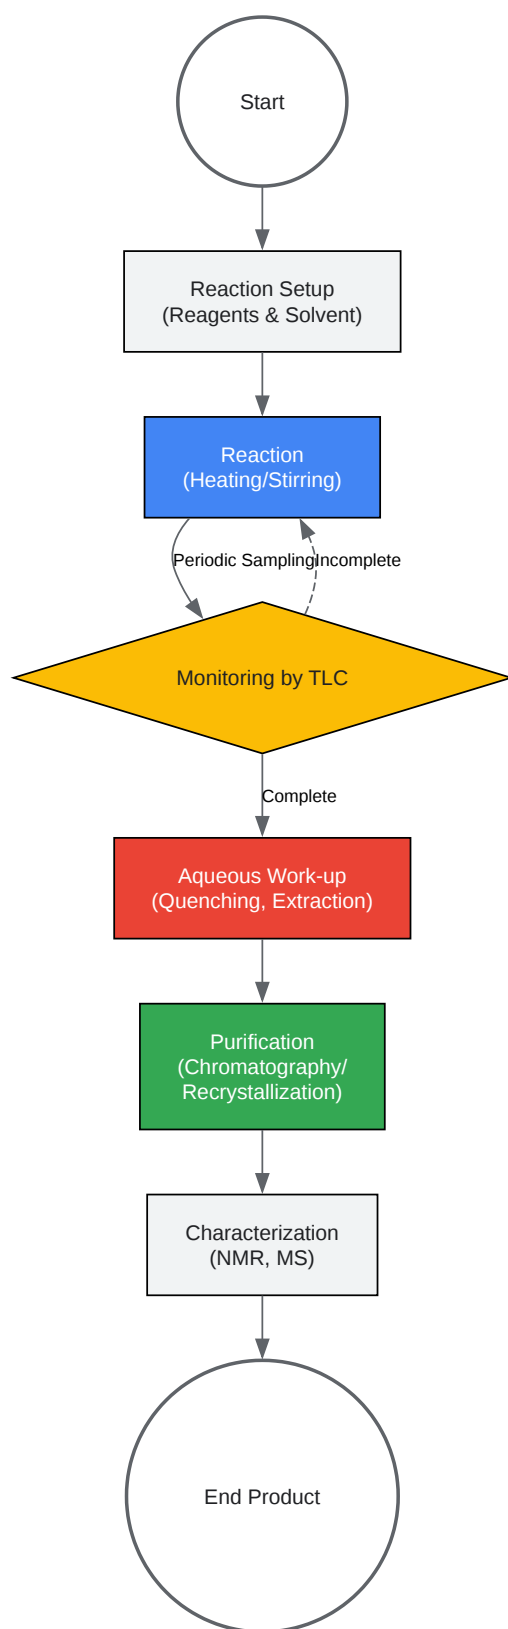 Start
Reaction Setup
(Reagents & Solvent)
Reaction
(Heating/Stirring)
Periodic Sampling
Incomplete
Monitoring by TLC
Complete
Aqueous Work-up
(Quenching, Extraction)
Purification
(Chromatography/
Recrystallization)
Characterization
(NMR, MS)
End Product